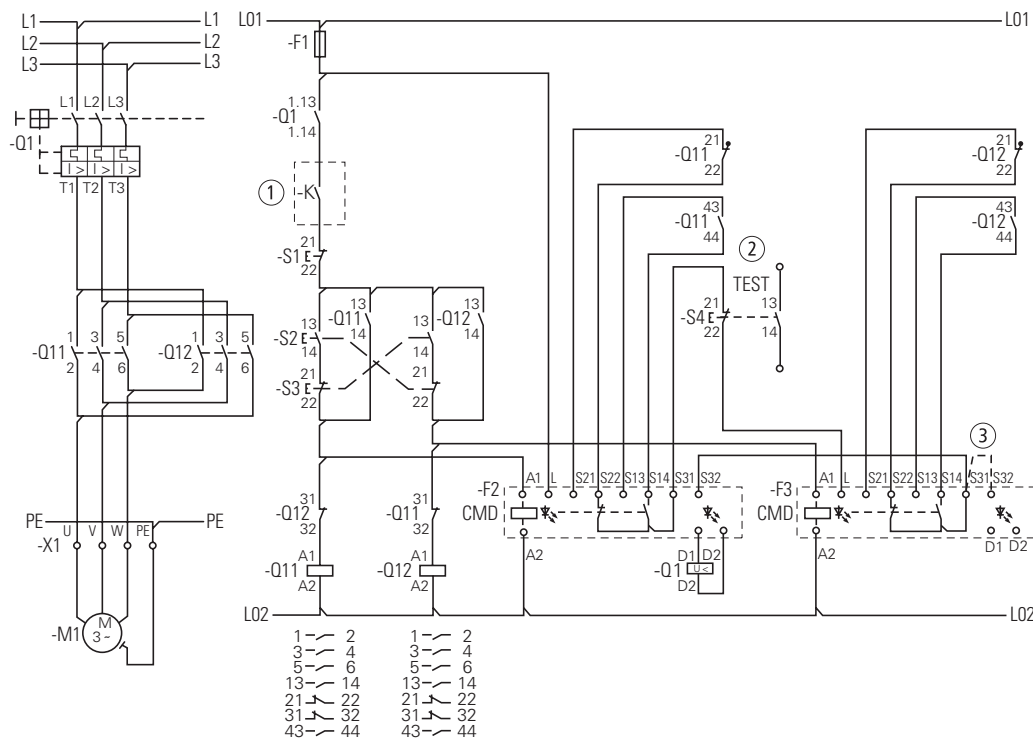 L1 L1 L01 L01
L2 L2
L3 L3
-F1
L1 L2 L3
-Q1
1.13
-Q1
1.14
I> I> I>
T1 T2 T3
21
-Q11
22
21
-Q12
22
1
-K
43
-Q11
44
43
-Q12
44
21
-S1 E
22
2
TEST
21
-S4 E
22
13
14
13
-S2 E
14
13
-Q11
14
13
14
13
-Q12
14
1 3 5
-Q11
2 4 6
1 3 5
-Q12
2 4 6
21
-S3 E
22
21
22
3
A1 L S21 S22 S13 S14 S31 S32
-F2
CMD
A2
D1 D2
A1 L S21 S22 S13 S14 S31 S32
-F3
CMD
A2
D1 D2
31
-Q12
32
31
-Q11
32
PE PE
U V W PE
-X1
A1
-Q11
A2
A1
-Q12
A2
D1
-Q1 U<
D2
L02 L02
-M1
M
3~
1 2 1 2
3 4 3 4
5 6 5 6
13 14 13 14
21 22 21 22
31 32 31 32
43 44 43 44